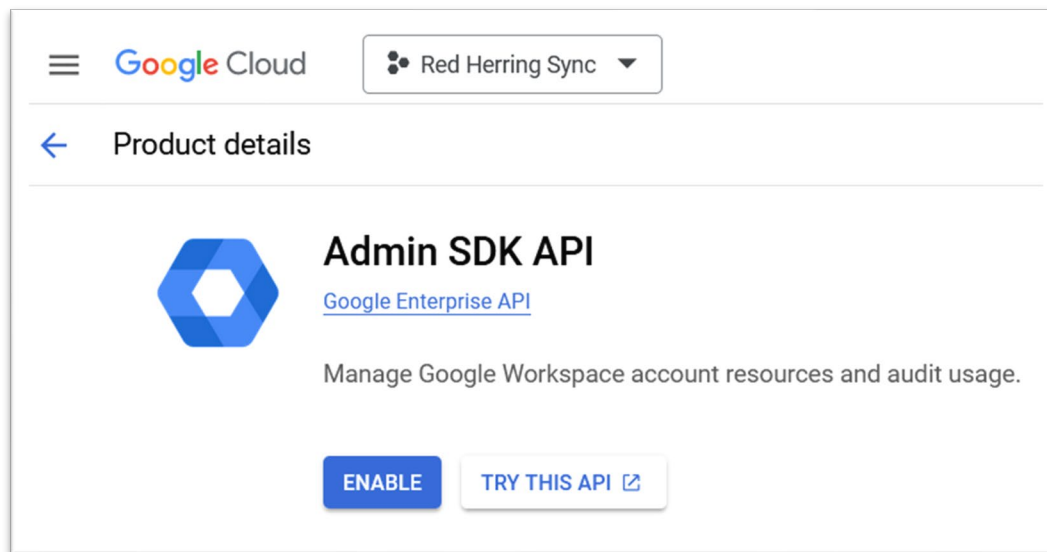 Google Cloud
Red Herring Sync
Product details
Admin SDK API
Google Enterprise API
Manage Google Workspace account resources and audit usage.
ENABLE
TRY THIS API